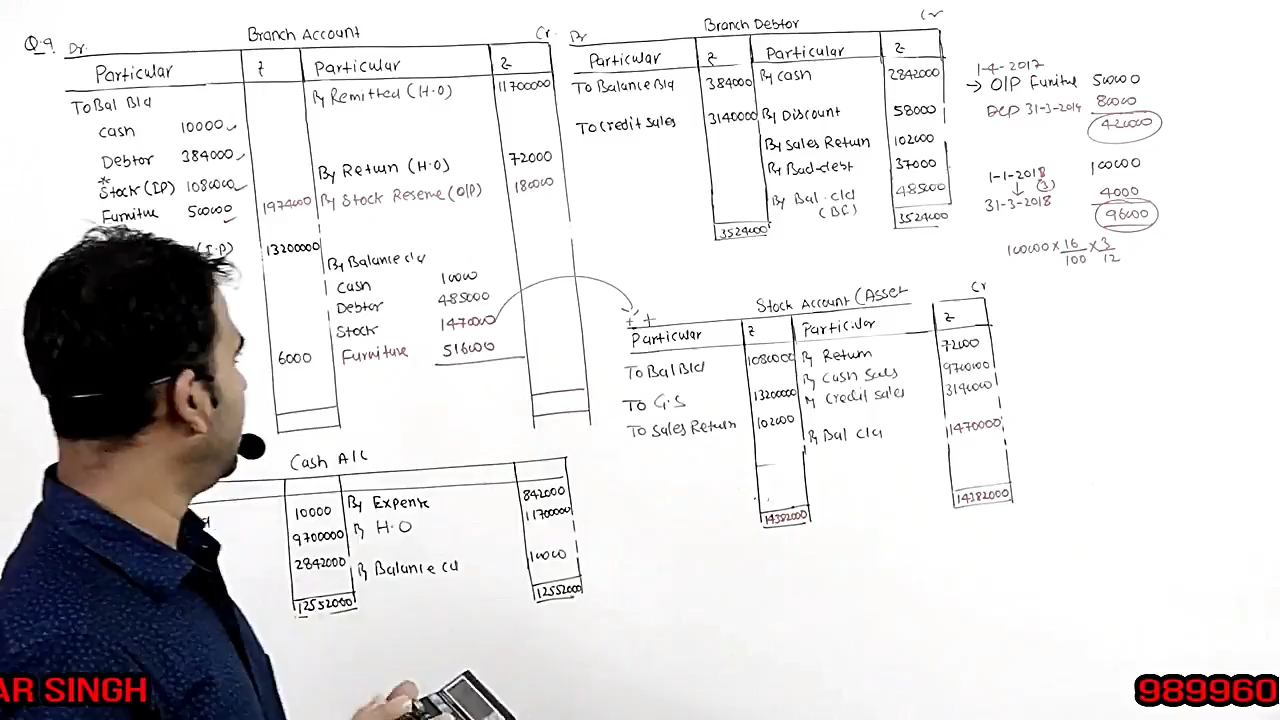 Q.9
Branch Account
Dr. Cr.
Particular ₹ Particular ₹
To Bal B/d By Remitted (H.O) 11700000
Cash 10000
Debtor 384000 By Return (H.O) 72000
* Stock (IP) 1080000 By Stock Reserve (O/P) 180000
Furnitue 500000 1974000
(I.P) 13200000
By Balance c/d
Cash 10000
Debtor 485000
Stock 1470000
6000 Furniture 516000
Branch Debtor
Dr Cr
Particular ₹ Particular ₹
To Balance B/d 384000 By Cash 2842000
To Credit Sales 3140000 By Discount 58000
By Sales Return 102000
By Bad-debt 37000
By Bal. c/d 485000
(BF)
3524000 3524000
1-4-2017
→ O/P Funitue 500000
DEP 31-3-2018 80000
420000
100000
1-1-2018
↓ (3) 4000
31-3-2018 96000
100000 × 16/100 × 3/12
Stock Account (Asset
Cr
Particular ₹ Particular ₹
To Bal B/d 1080000 By Return 72000
To G.S 13200000 By Cash Sales 9700000
To Sales Return 102000 By Credit Sales 3140000
By Bal c/d 1470000
14382000 14382000
Cash A/C
10000 By Expense 842000
9700000 By H.O 11700000
2842000 By Balance c/d 10000
12552000 12552000
AR SINGH
989960